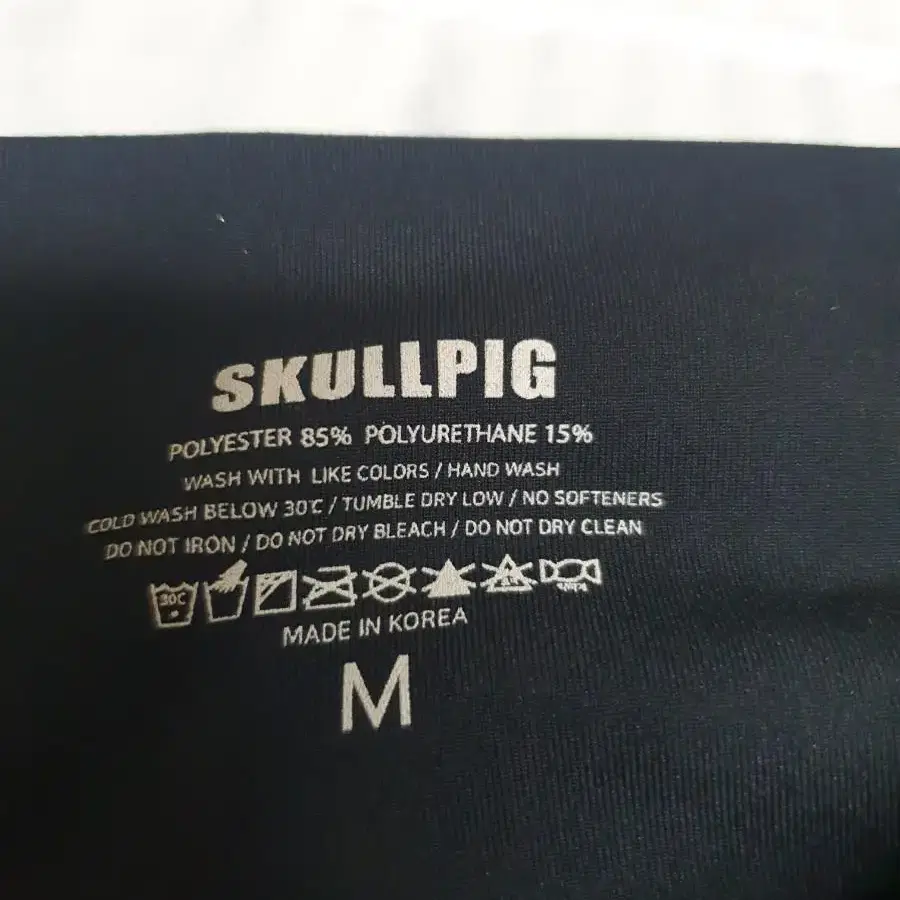 SKULLPIG
POLYESTER 85% POLYURETHANE 15%
WASH WITH LIKE COLORS / HAND WASH
COLD WASH BELOW 30℃ / TUMBLE DRY LOW / NO SOFTENERS
DO NOT IRON / DO NOT DRY BLEACH / DO NOT DRY CLEAN
30C
MADE IN KOREA
M